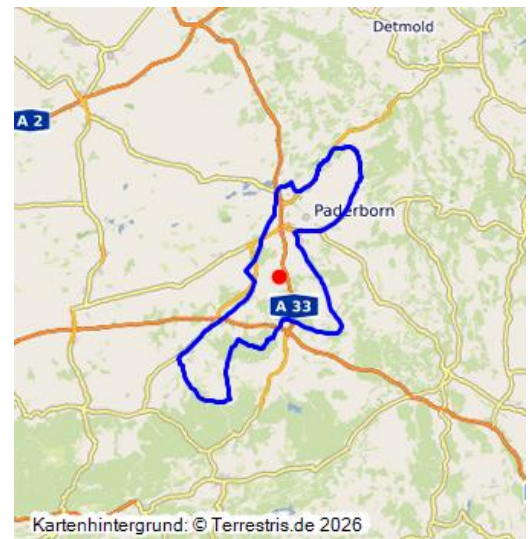 Detmold
A 2
Paderborn
A 33
Kartenhintergrund: © Terrestris.de 2026